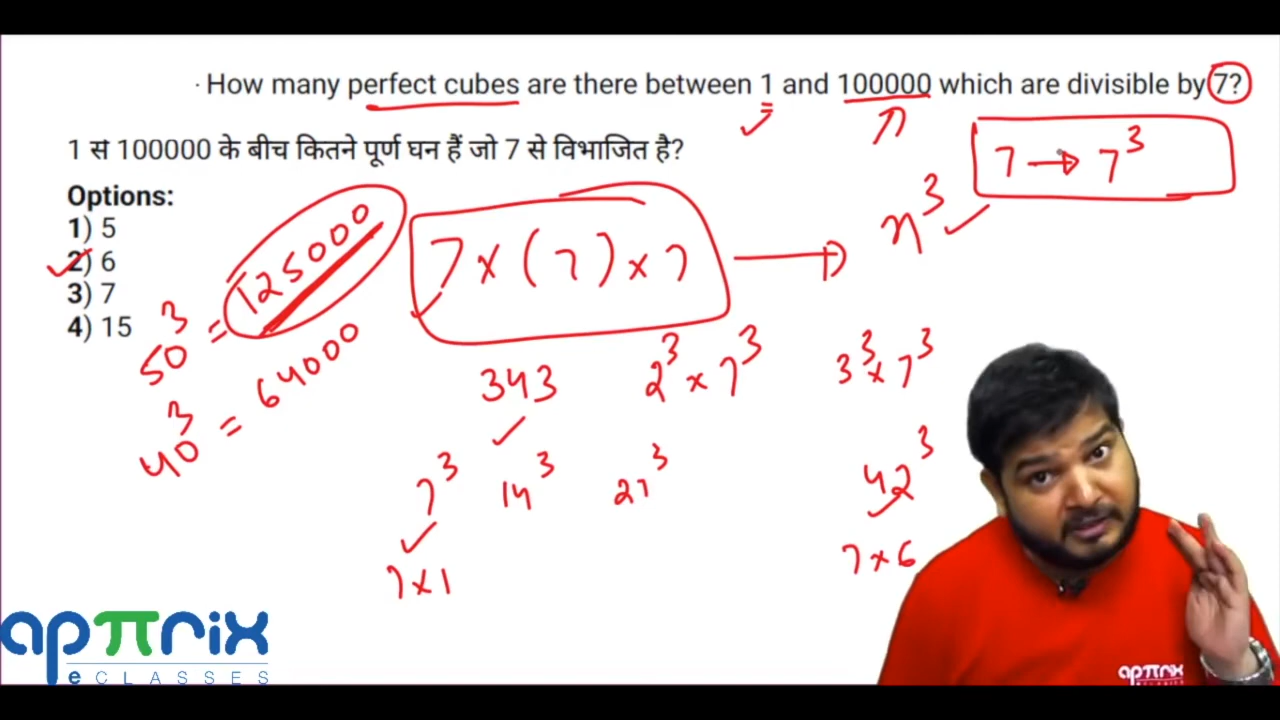 · How many perfect cubes are there between 1 and 100000 which are divisible by 7?
1 से 100000 के बीच कितने पूर्ण घन हैं जो 7 से विभाजित है?
Options:
1) 5
2) 6
3) 7
4) 15
7 → 7³
n³
7 × (7) × 7
50³ = 125000
40³ = 64000
343
2³ × 7³
3³ × 7³
7³
14³
21³
42³
7 × 1
7 × 6
apπrix
eCLASSES
apπrix
eCLASSES